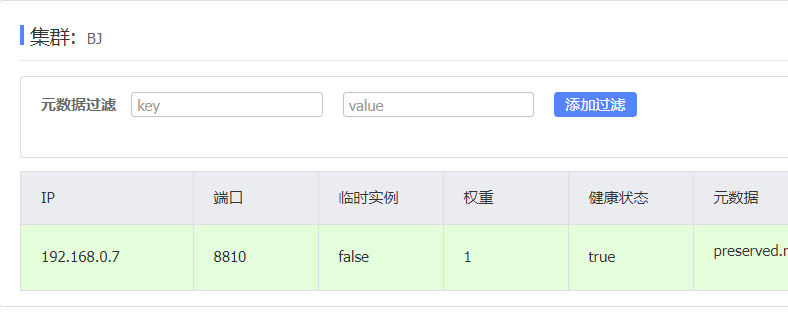 集群: BJ
元数据过滤 key value 添加过滤
IP 端口 临时实例 权重 健康状态 元数据
192.168.0.7 8810 false 1 true preserved.r